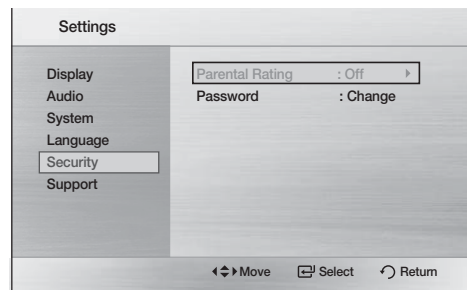 Settings
Display
Audio
System
Language
Security
Support
Parental Rating : Off
Password : Change
Move Select Return